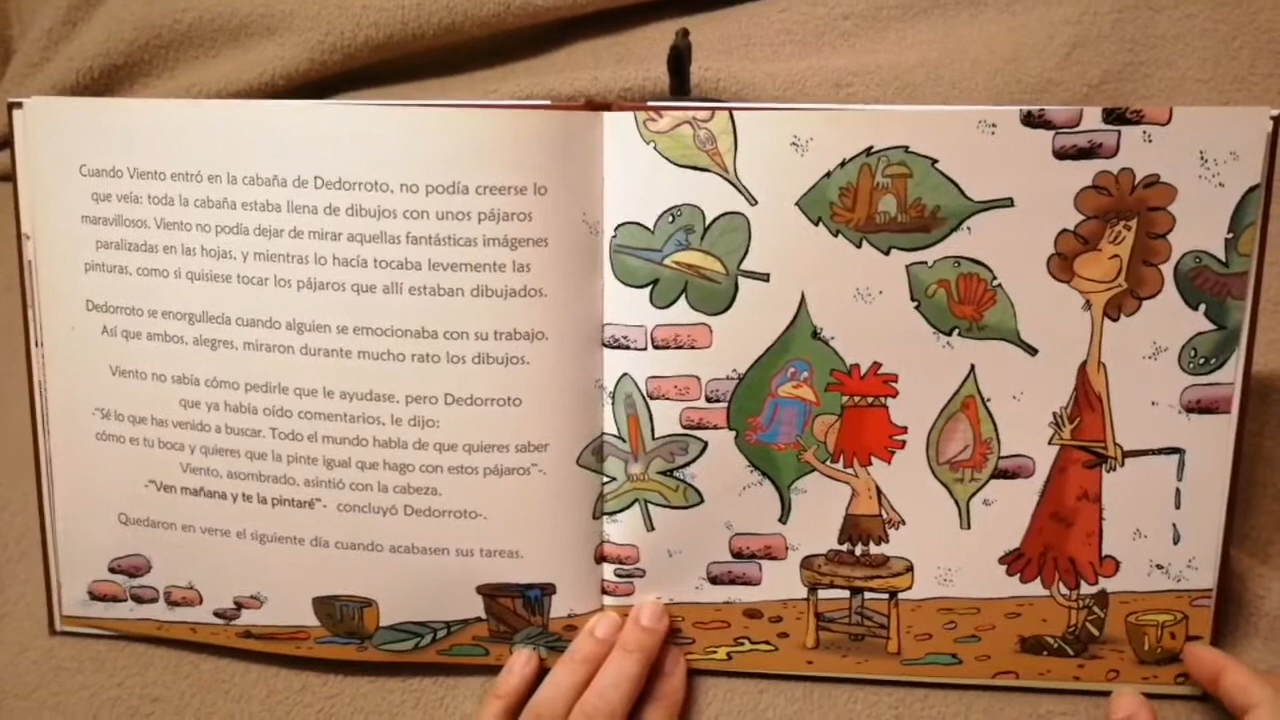 Cuando Viento entró en la cabaña de Dedorroto, no podía creerse lo
que veía: toda la cabaña estaba llena de dibujos con unos pájaros
maravillosos. Viento no podía dejar de mirar aquellas fantásticas imágenes
paralizadas en las hojas, y mientras lo hacía tocaba levemente las
pinturas, como si quisiese tocar los pájaros que allí estaban dibujados.
Dedorroto se enorgullecía cuando alguien se emocionaba con su trabajo.
Así que ambos, alegres, miraron durante mucho rato los dibujos.
Viento no sabía cómo pedirle que le ayudase, pero Dedorroto
que ya había oído comentarios, le dijo:
-"Sé lo que has venido a buscar. Todo el mundo habla de que quieres saber
cómo es tu boca y quieres que la pinte igual que hago con estos pájaros"-.
Viento, asombrado, asintió con la cabeza.
-"Ven mañana y te la pintaré"- concluyó Dedorroto-.
Quedaron en verse el siguiente día cuando acabasen sus tareas.